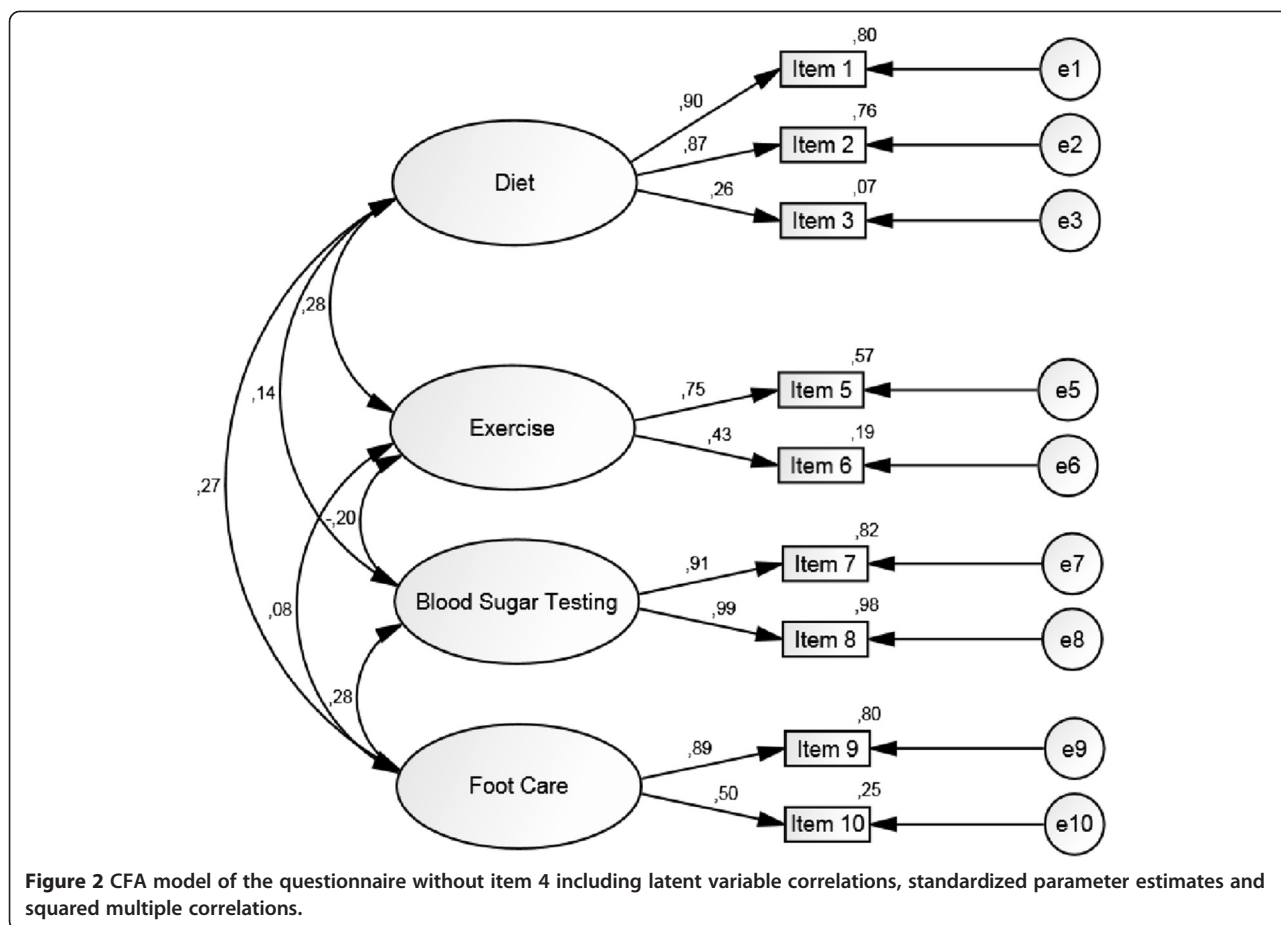 ,80
Item 1
e1
,90
,76
Item 2
e2
,87
Diet
,26
,07
Item 3
e3
,28
,14
,27
,57
Item 5
e5
,75
Exercise
,43
,19
Item 6
e6
-,20
,82
Item 7
e7
,91
Blood Sugar Testing
,99
,98
Item 8
e8
,08
,28
,80
Item 9
e9
,89
Foot Care
,50
,25
Item 10
e10
Figure 2 CFA model of the questionnaire without item 4 including latent variable correlations, standardized parameter estimates and
squared multiple correlations.